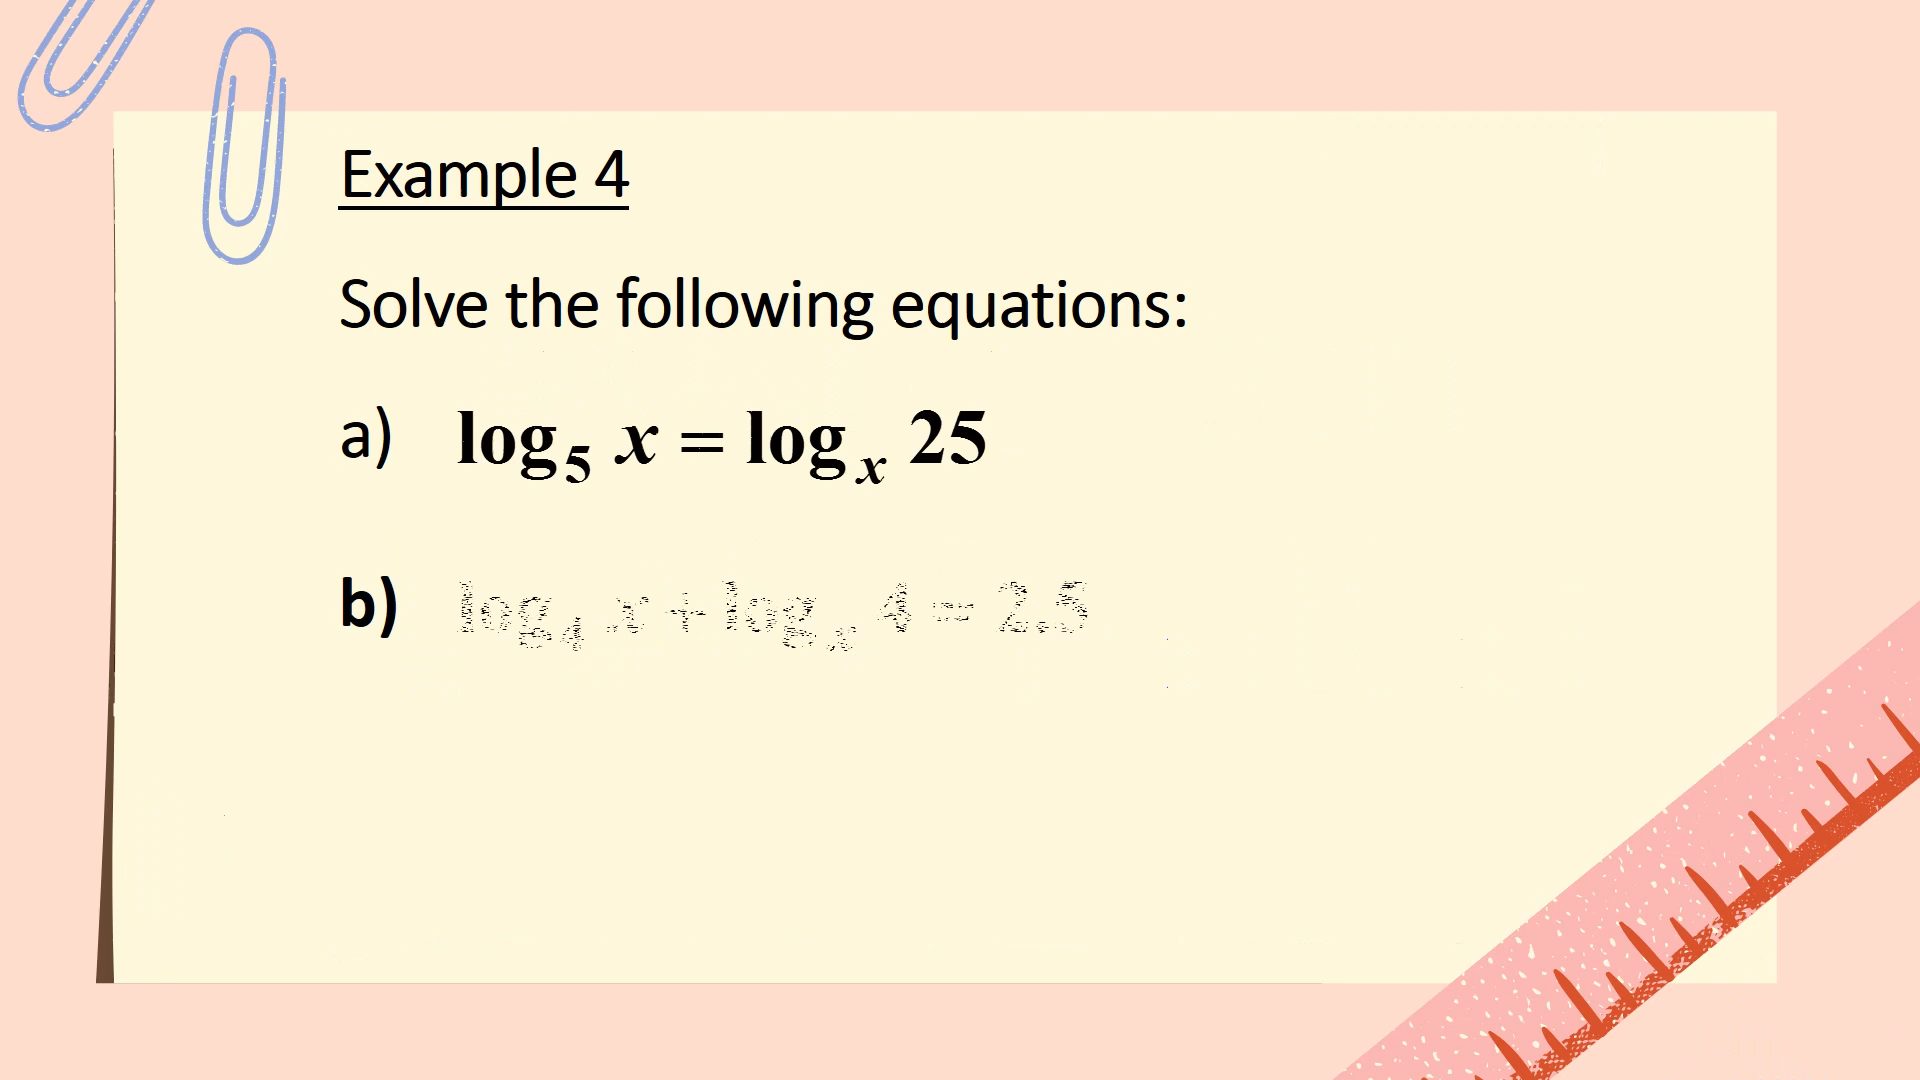 Example 4
Solve the following equations:
a) log₅ x = logₓ 25
b) log₄ x + logₓ 4 = 2.5